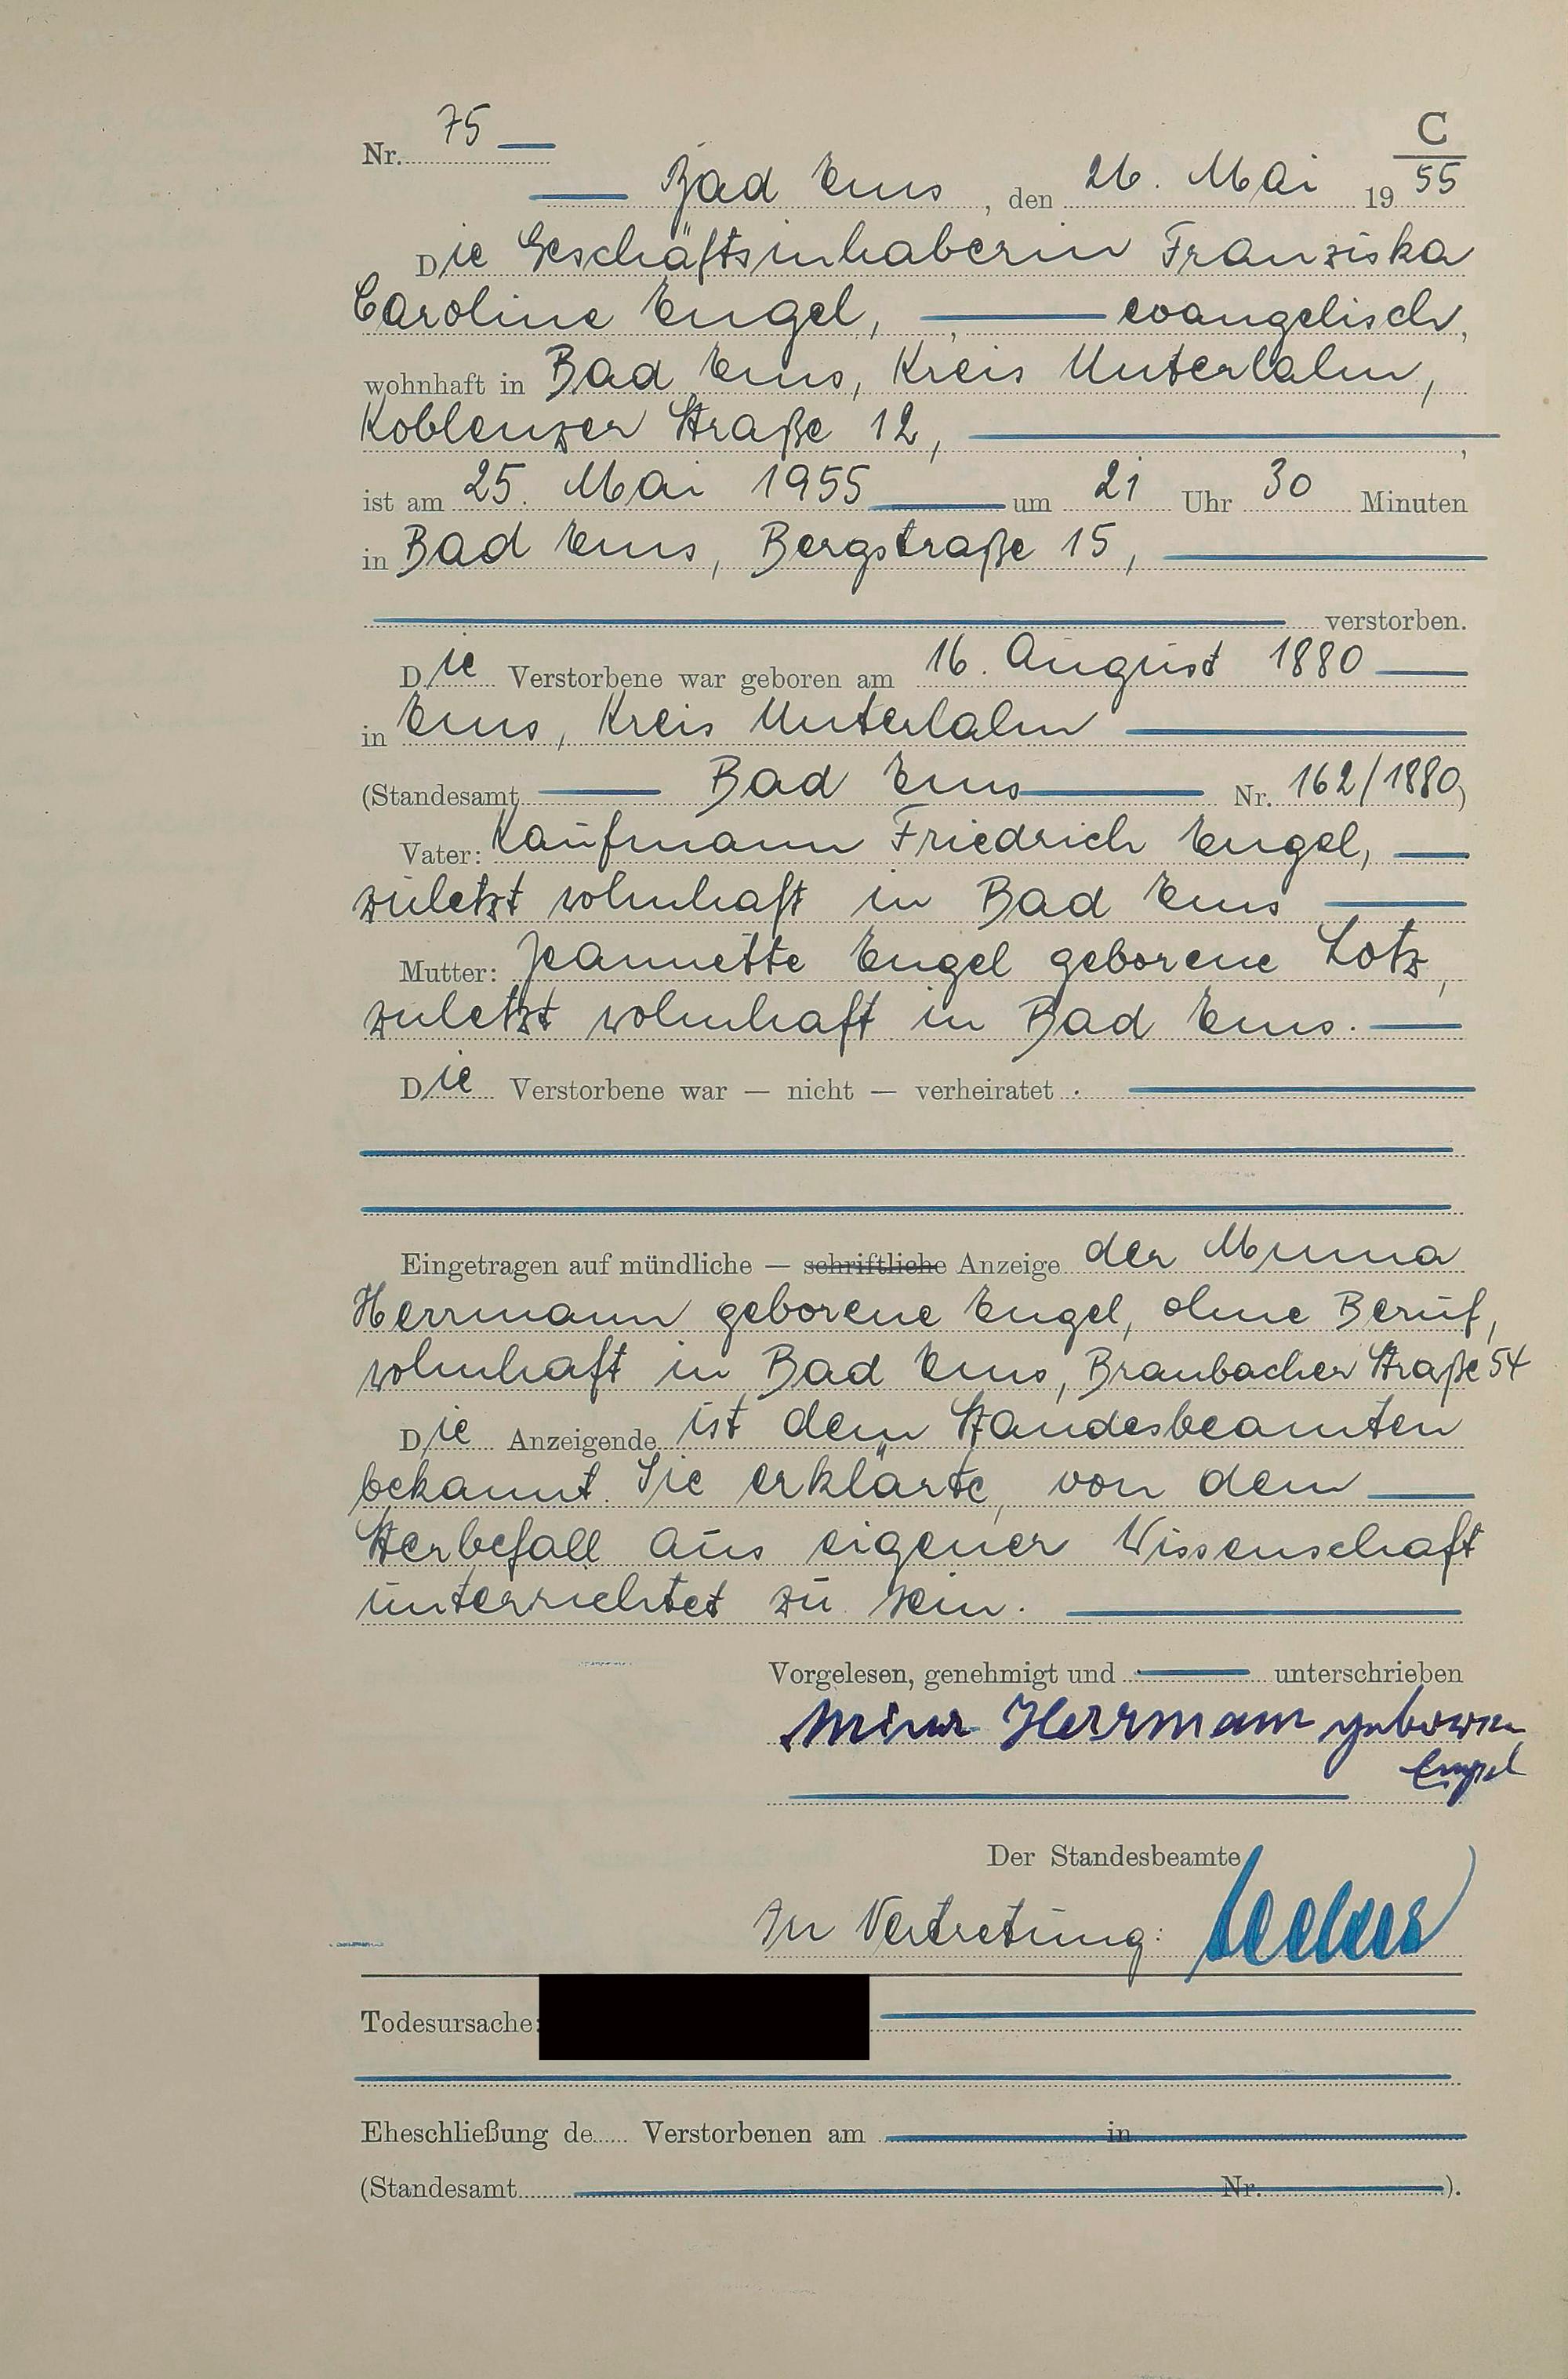 C
Nr. 75
Bad Ems, den 26. Mai 1955
Die Geschäftsinhaberin Franziska
Caroline Engel, evangelisch,
wohnhaft in Bad Ems, Kreis Unterlahn,
Koblenzer Straße 12,
ist am 25. Mai 1955 um 21 Uhr 30 Minuten
in Bad Ems, Bergstraße 15,
verstorben.
Die Verstorbene war geboren am 16. August 1880
in Ems, Kreis Unterlahn
(Standesamt Bad Ems Nr. 162/1880)
Vater: Kaufmann Friedrich Engel,
zuletzt wohnhaft in Bad Ems
Mutter: Jeannette Engel geborene Lotz,
zuletzt wohnhaft in Bad Ems.
Die Verstorbene war — nicht — verheiratet.
Eingetragen auf mündliche — schriftliche Anzeige der Minna
Herrmann geborene Engel, ohne Beruf,
wohnhaft in Bad Ems, Braubacher Straße 54
Die Anzeigende ist dem Standesbeamten
bekannt. Sie erklärte, von dem
Sterbefall aus eigener Wissenschaft
unterrichtet zu sein.
Vorgelesen, genehmigt und unterschrieben
Minna Herrmann geborene
Engel
Der Standesbeamte
In Vertretung:
Todesursache:
Eheschließung de Verstorbenen am in
(Standesamt Nr. ).